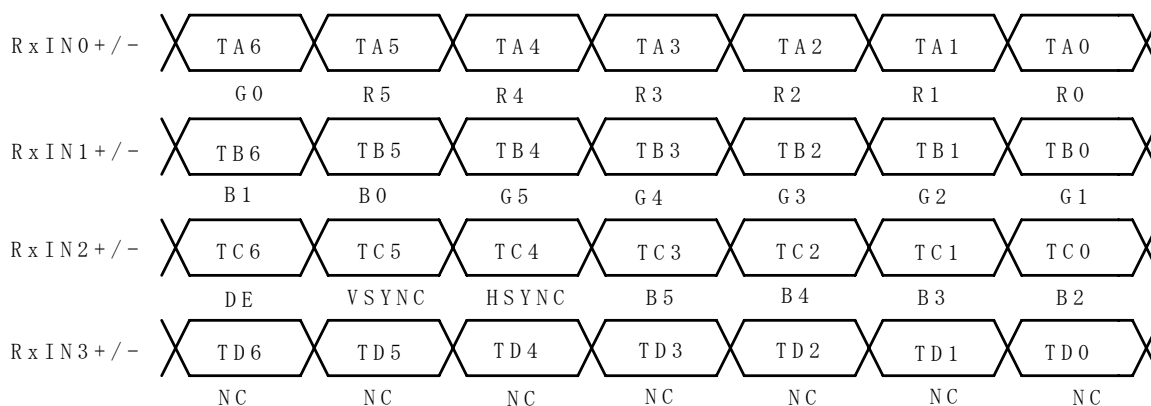 RxIN0+/- TA6 TA5 TA4 TA3 TA2 TA1 TA0
G0 R5 R4 R3 R2 R1 R0
RxIN1+/- TB6 TB5 TB4 TB3 TB2 TB1 TB0
B1 B0 G5 G4 G3 G2 G1
RxIN2+/- TC6 TC5 TC4 TC3 TC2 TC1 TC0
DE VSYNC HSYNC B5 B4 B3 B2
RxIN3+/- TD6 TD5 TD4 TD3 TD2 TD1 TD0
NC NC NC NC NC NC NC